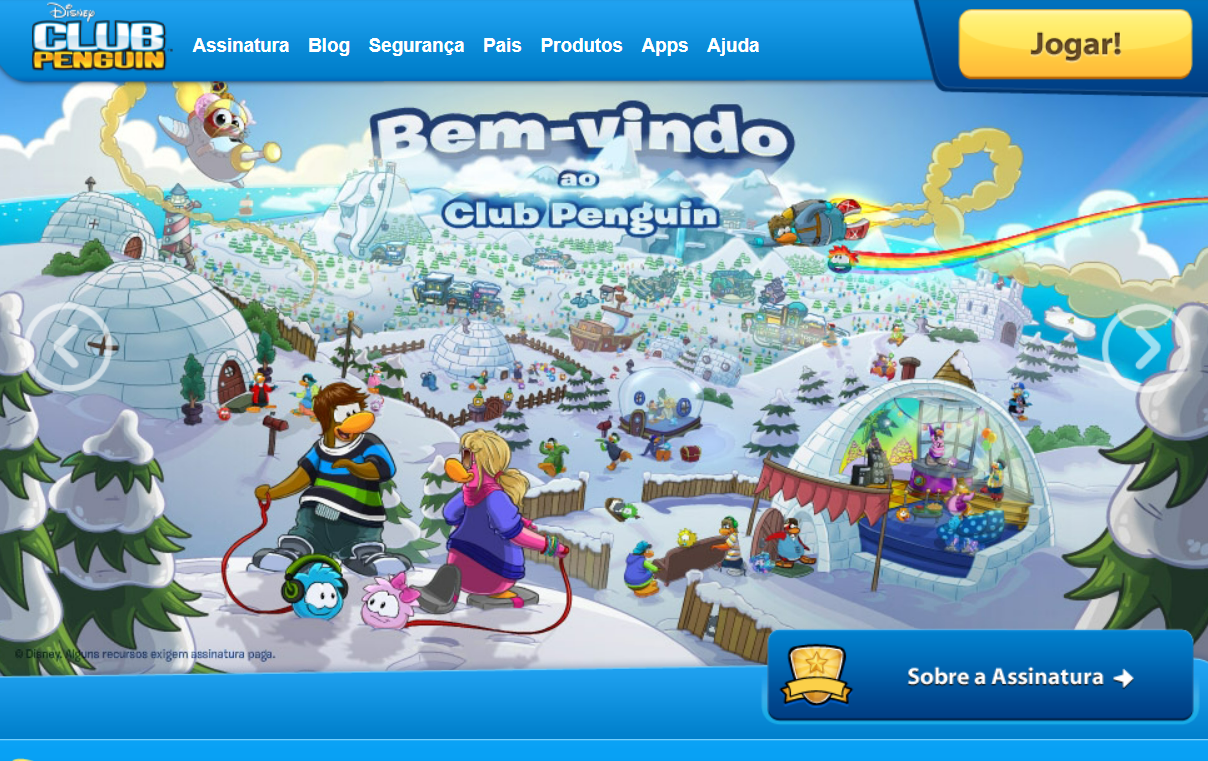 Disney
CLUB
PENGUIN
Assinatura Blog Segurança Pais Produtos Apps Ajuda
Jogar!
Bem-vindo
ao
Club Penguin
© Disney. Alguns recursos exigem assinatura paga.
Sobre a Assinatura